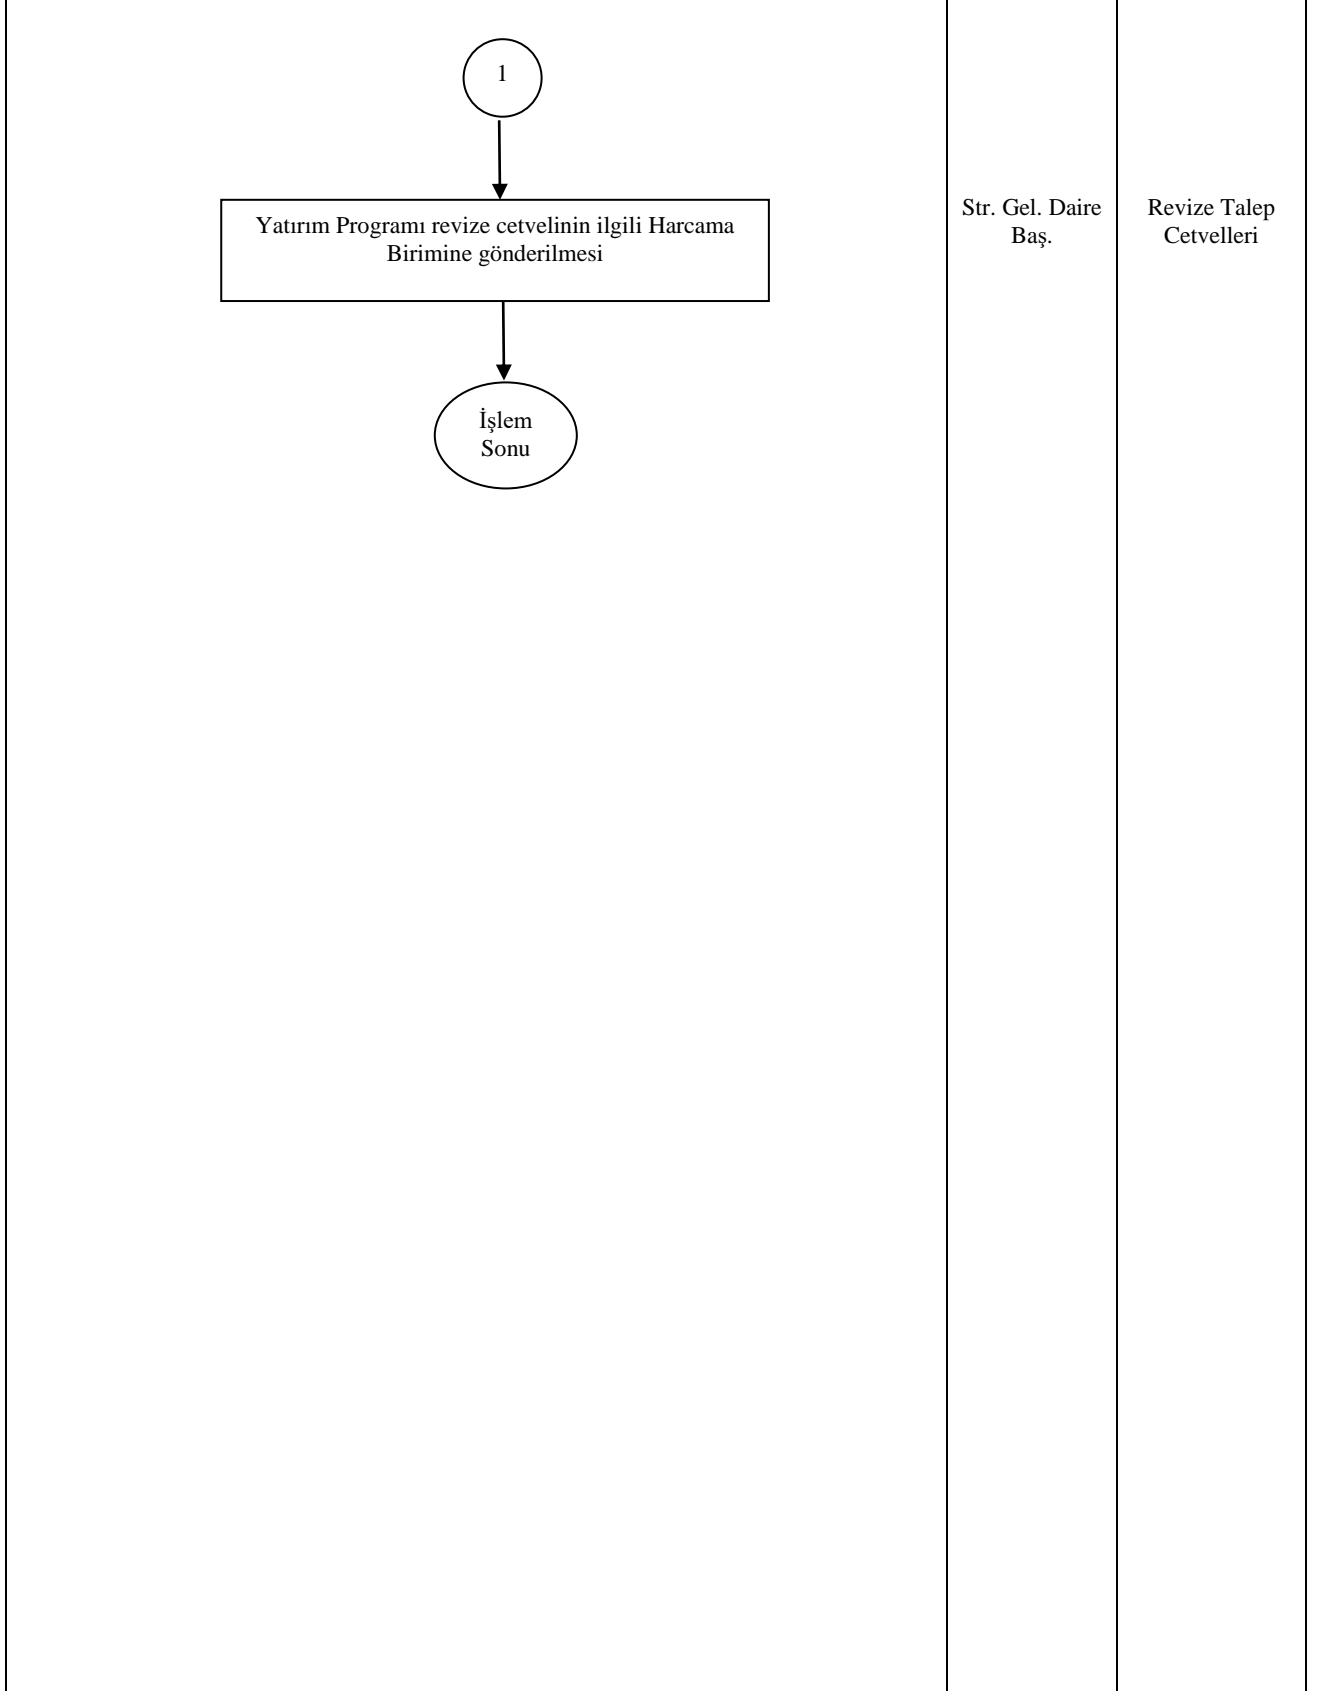 1
Yatırım Programı revize cetvelinin ilgili Harcama
Birimine gönderilmesi
Str. Gel. Daire
Baş.
Revize Talep
Cetvelleri
İşlem
Sonu